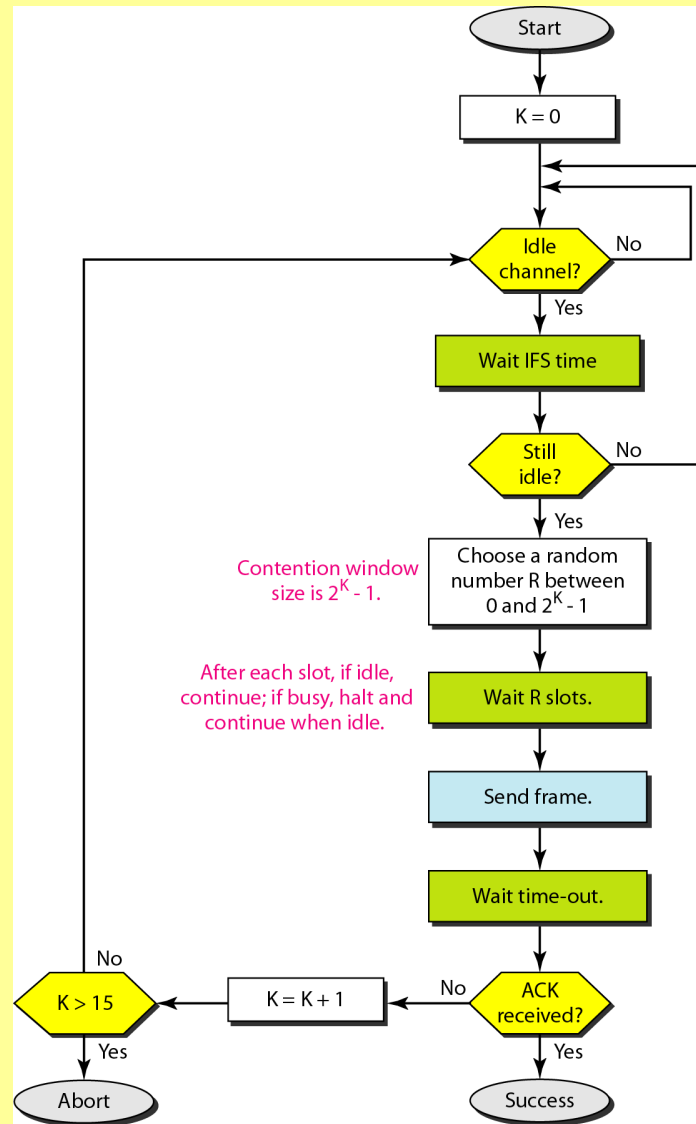 Start
K = 0
Idle
channel?
No
Yes
Wait IFS time
Still
idle?
No
Yes
Contention window
size is 2^K - 1.
Choose a random
number R between
0 and 2^K - 1
After each slot, if idle,
continue; if busy, halt and
continue when idle.
Wait R slots.
Send frame.
Wait time-out.
ACK
received?
No
K = K + 1
K > 15
No
Yes
Abort
Yes
Success